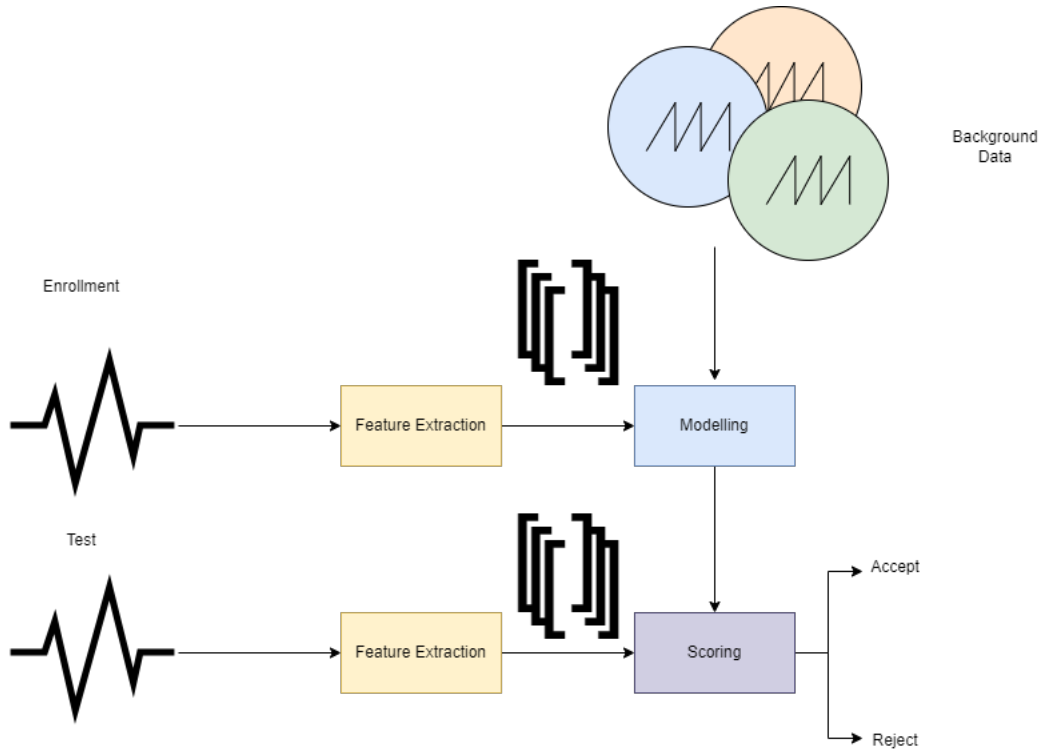 Background
Data
Enrollment
Feature Extraction
Modelling
Test
Feature Extraction
Scoring
Accept
Reject